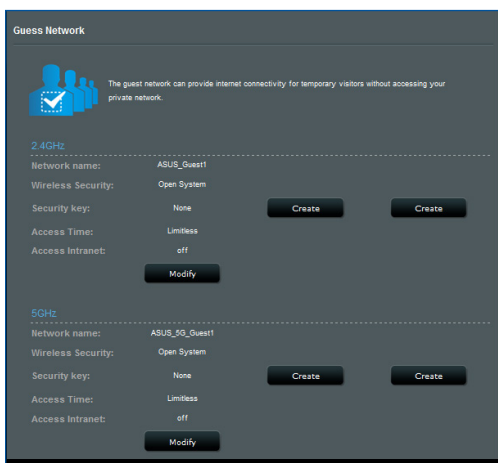 Guess Network
The guest network can provide internet connectivity for temporary visitors without accessing your
private network.
2.4GHz
Network name: ASUS_Guest1
Wireless Security: Open System
Security key: None Create Create
Access Time: Limitless
Access Intranet: off
Modify
5GHz
Network name: ASUS_5G_Guest1
Wireless Security: Open System
Security key: None Create Create
Access Time: Limitless
Access Intranet: off
Modify